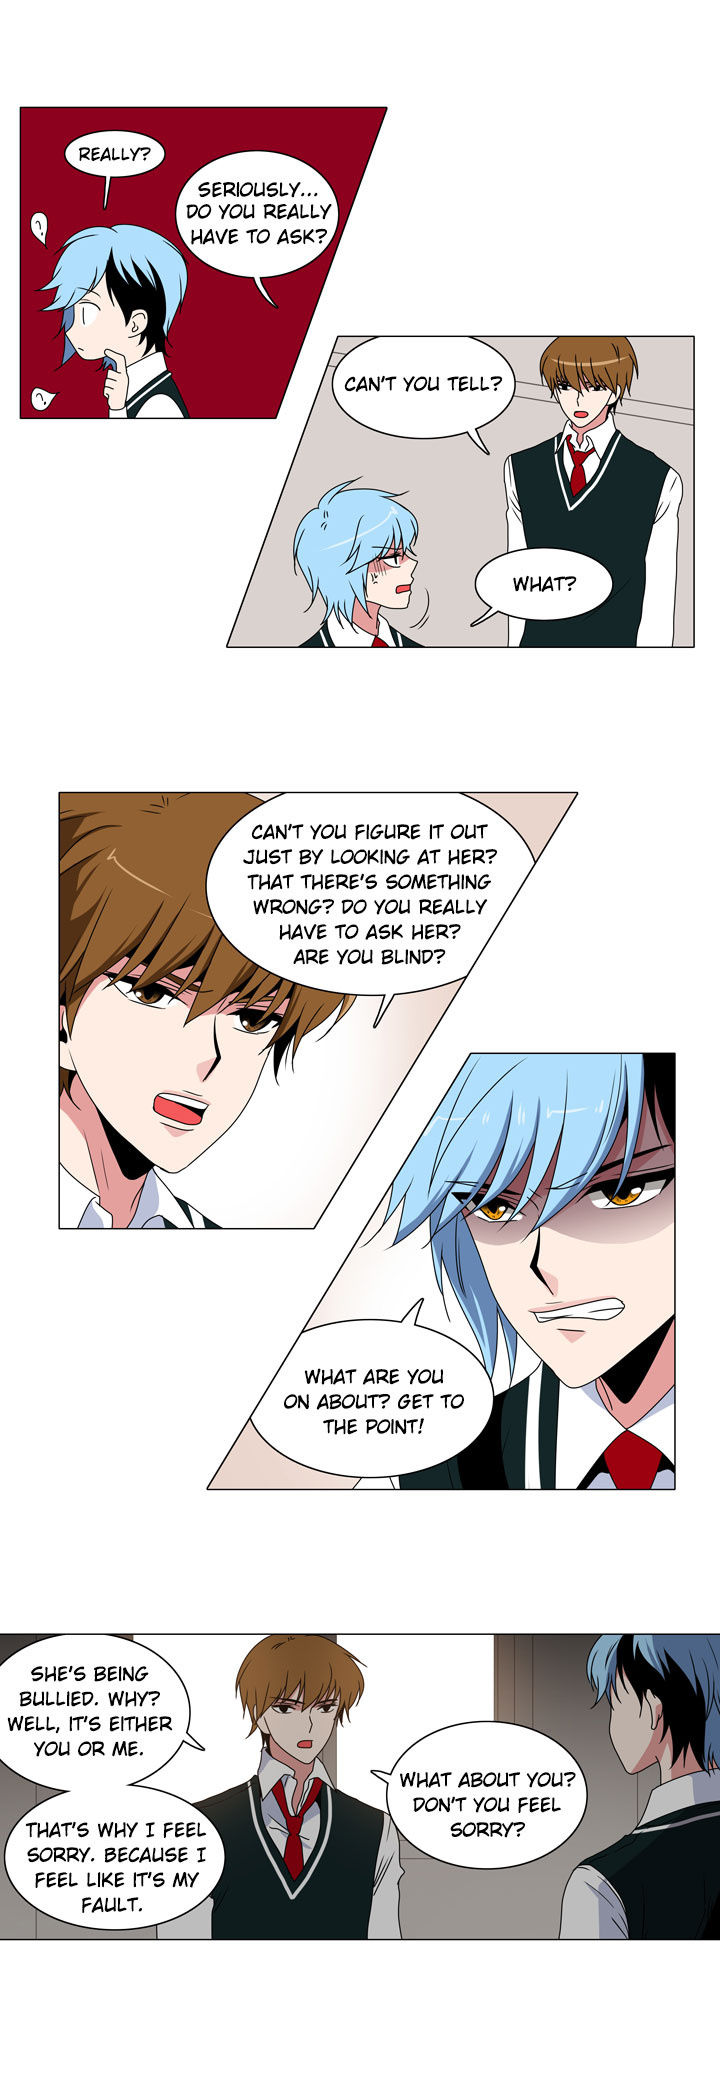 ?
REALLY?
SERIOUSLY...
DO YOU REALLY
HAVE TO ASK?
?
CAN'T YOU TELL?
WHAT?
CAN'T YOU FIGURE IT OUT
JUST BY LOOKING AT HER?
THAT THERE'S SOMETHING
WRONG? DO YOU REALLY
HAVE TO ASK HER?
ARE YOU BLIND?
WHAT ARE YOU
ON ABOUT? GET TO
THE POINT!
SHE'S BEING
BULLIED. WHY?
WELL, IT'S EITHER
YOU OR ME.
THAT'S WHY I FEEL
SORRY. BECAUSE I
FEEL LIKE IT'S MY
FAULT.
WHAT ABOUT YOU?
DON'T YOU FEEL
SORRY?